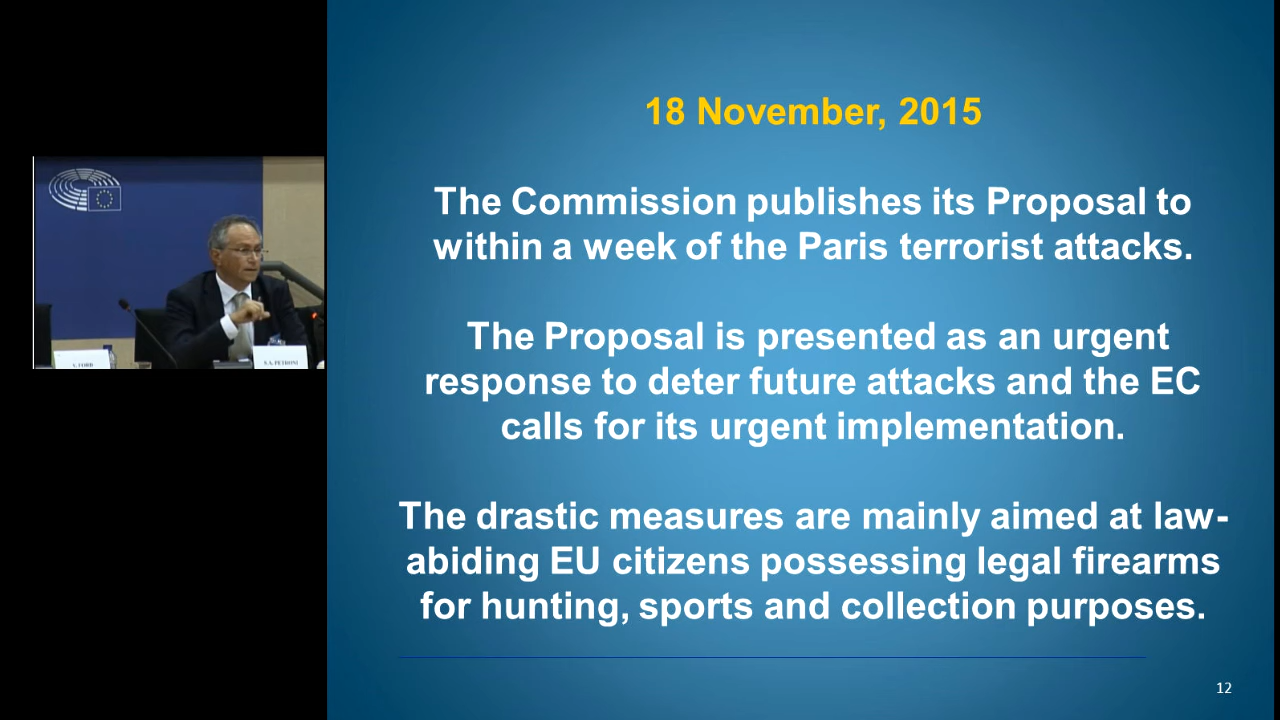 18 November, 2015
The Commission publishes its Proposal to
within a week of the Paris terrorist attacks.
The Proposal is presented as an urgent
response to deter future attacks and the EC
calls for its urgent implementation.
The drastic measures are mainly aimed at law-
abiding EU citizens possessing legal firearms
for hunting, sports and collection purposes.
12
S.A. PETRONI